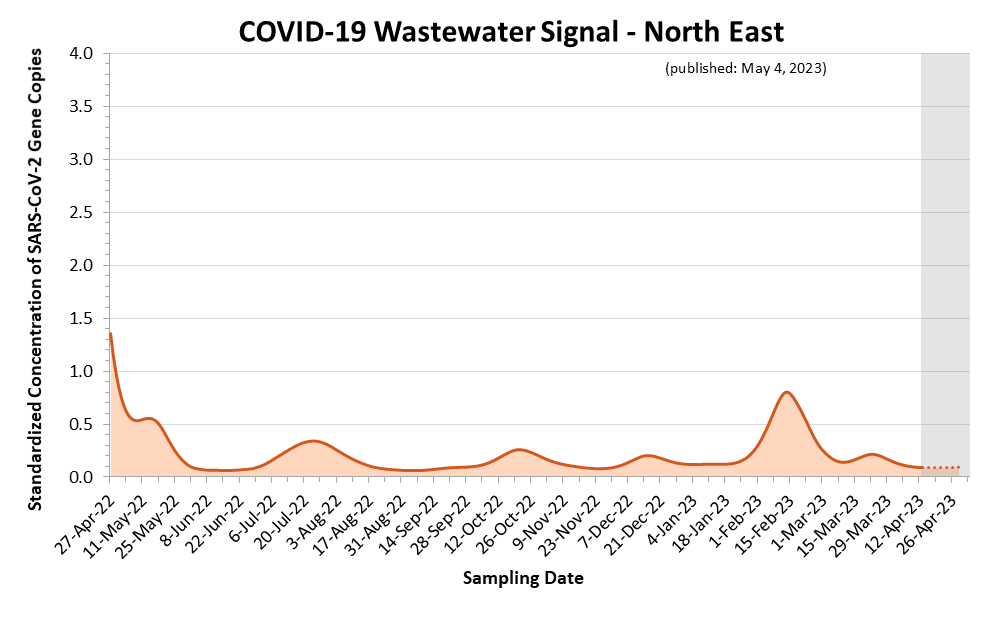 COVID-19 Wastewater Signal - North East
(published: May 4, 2023)
Standardized Concentration of SARS-CoV-2 Gene Copies
4.0
3.5
3.0
2.5
2.0
1.5
1.0
0.5
0.0
27-Apr-22
11-May-22
25-May-22
8-Jun-22
22-Jun-22
6-Jul-22
20-Jul-22
3-Aug-22
17-Aug-22
31-Aug-22
14-Sep-22
28-Sep-22
12-Oct-22
26-Oct-22
9-Nov-22
23-Nov-22
7-Dec-22
21-Dec-22
4-Jan-23
18-Jan-23
1-Feb-23
15-Feb-23
1-Mar-23
15-Mar-23
29-Mar-23
12-Apr-23
26-Apr-23
Sampling Date